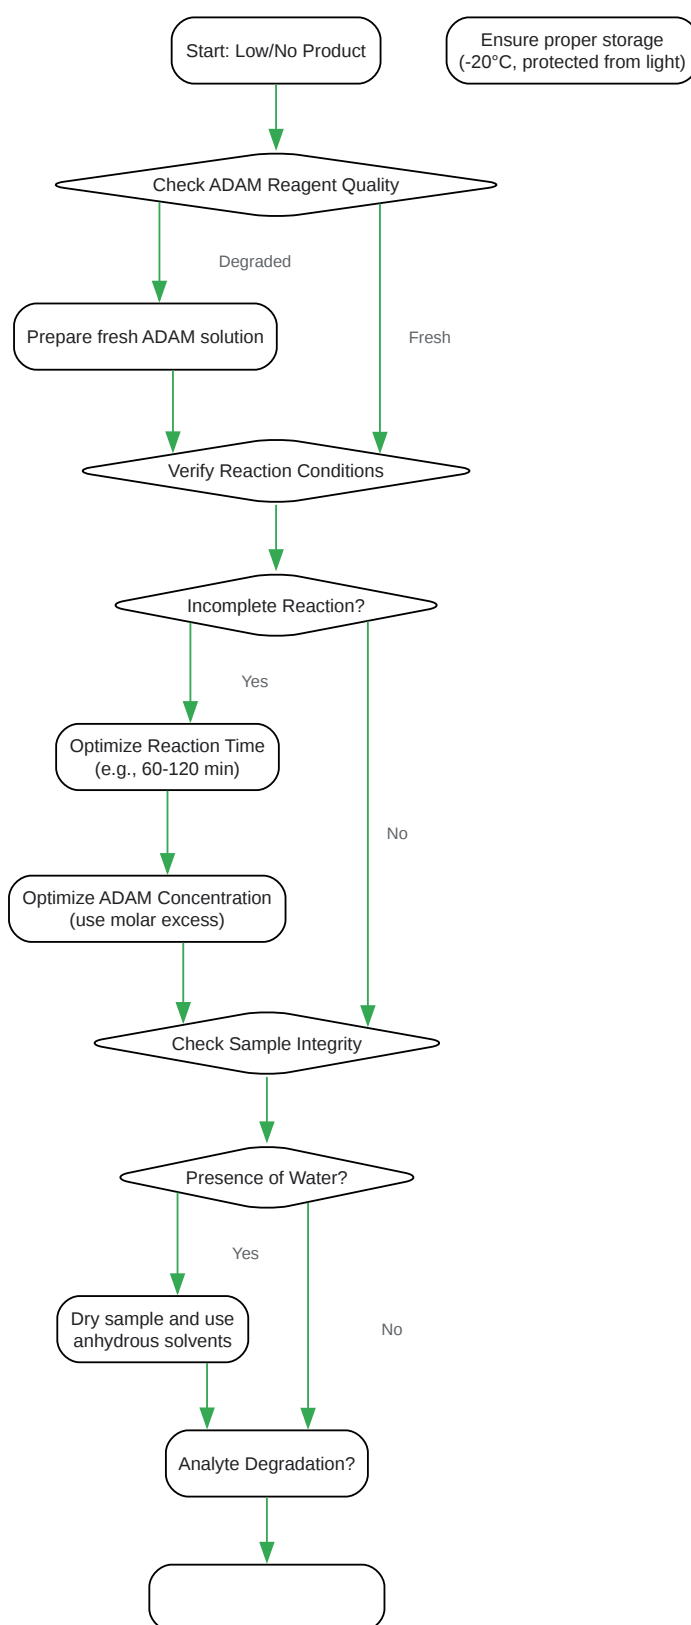 Start: Low/No Product
Ensure proper storage
(-20°C, protected from light)
Check ADAM Reagent Quality
Degraded
Prepare fresh ADAM solution
Fresh
Verify Reaction Conditions
Incomplete Reaction?
Yes
Optimize Reaction Time
(e.g., 60-120 min)
No
Optimize ADAM Concentration
(use molar excess)
Check Sample Integrity
Presence of Water?
Yes
Dry sample and use
anhydrous solvents
No
Analyte Degradation?